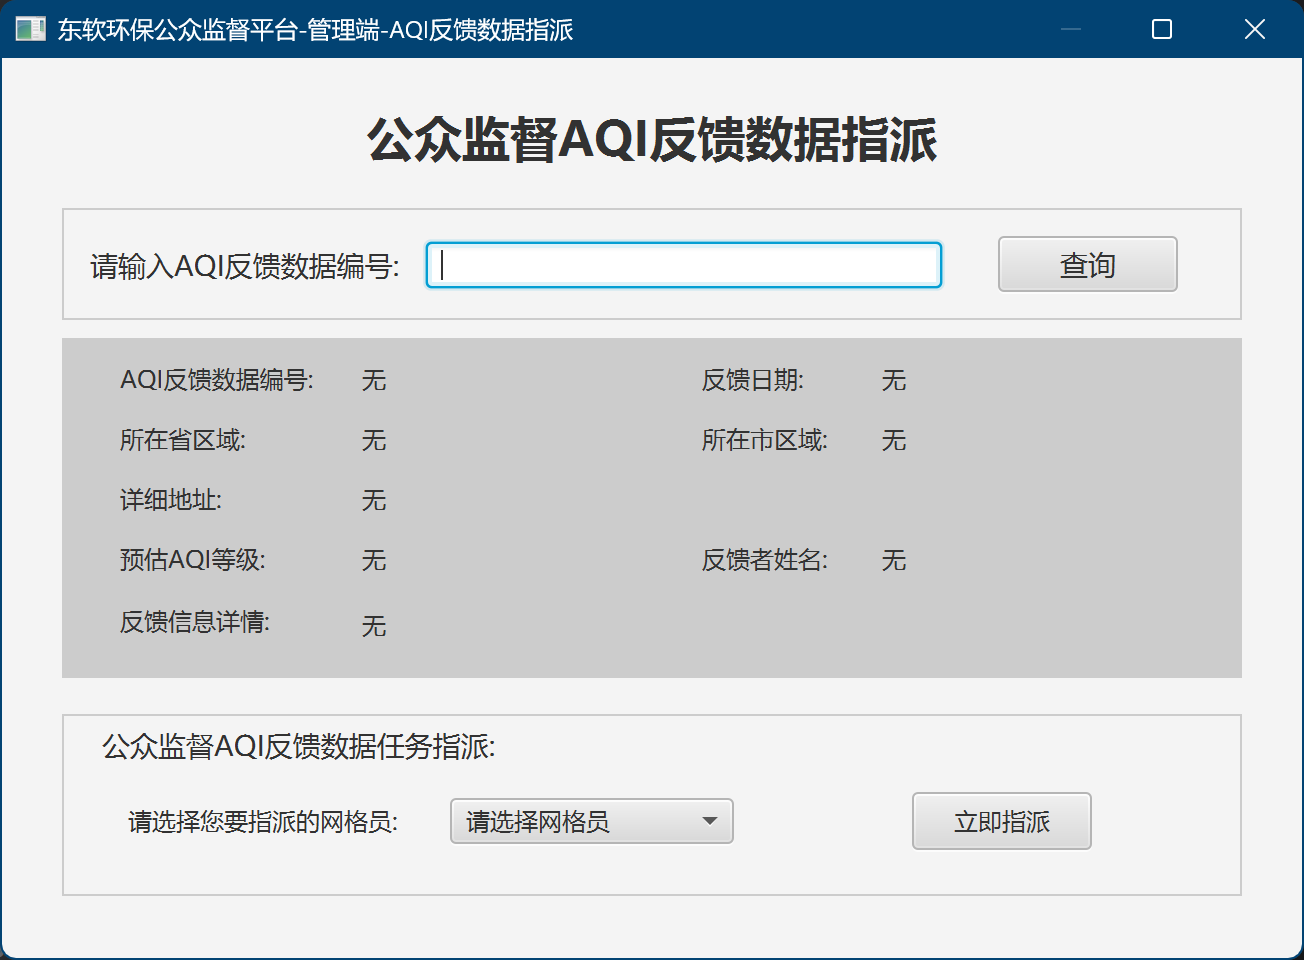 东软环保公众监督平台-管理端-AQI反馈数据指派
公众监督AQI反馈数据指派
请输入AQI反馈数据编号: 查询
AQI反馈数据编号: 无 反馈日期: 无
所在省区域: 无 所在市区域: 无
详细地址: 无
预估AQI等级: 无 反馈者姓名: 无
反馈信息详情: 无
公众监督AQI反馈数据任务指派:
请选择您要指派的网格员: 请选择网格员 立即指派